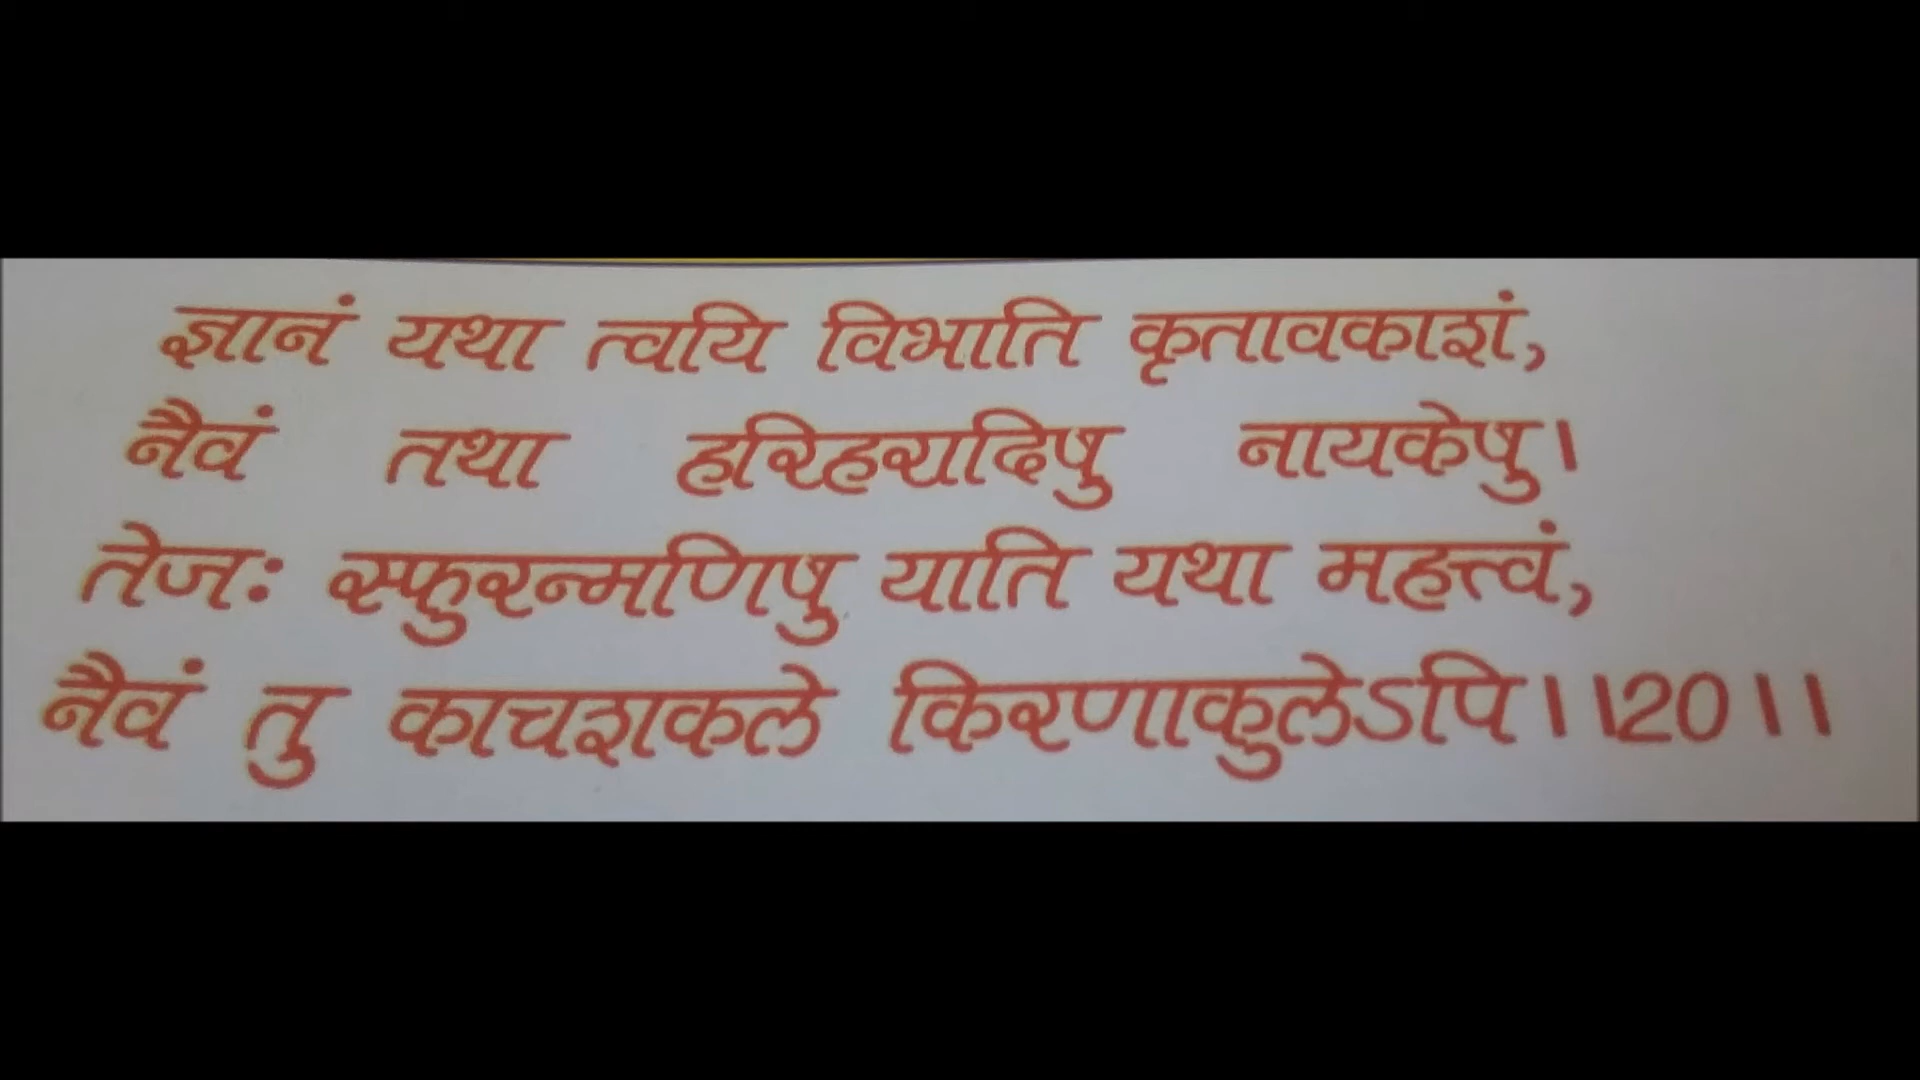 ज्ञानं यथा त्वयि विभाति कृतावकाशं,
नैवं तथा हरिहरादिषु नायकेषु।
तेजः स्फुरन्मणिषु याति यथा महत्त्वं,
नैवं तु काचशकले किरणाकुलेऽपि।।20।।